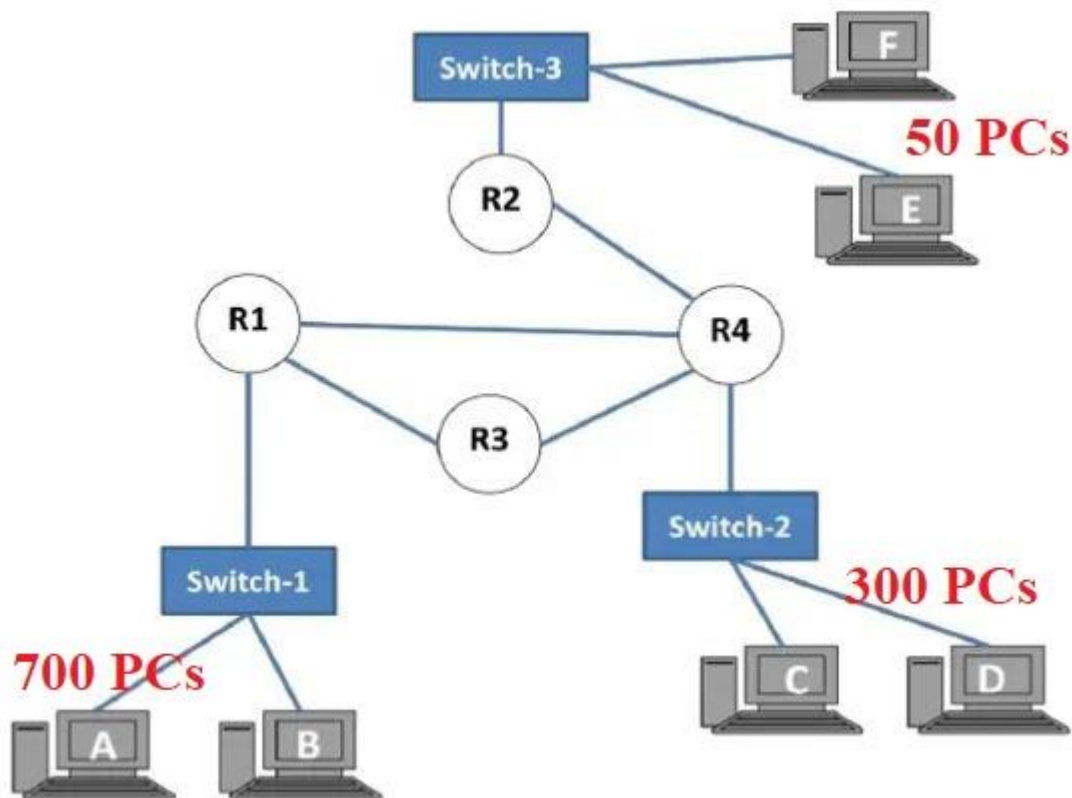 Switch-3
F
50 PCs
E
R2
R1
R4
R3
Switch-2
Switch-1
300 PCs
700 PCs
C
D
A
B